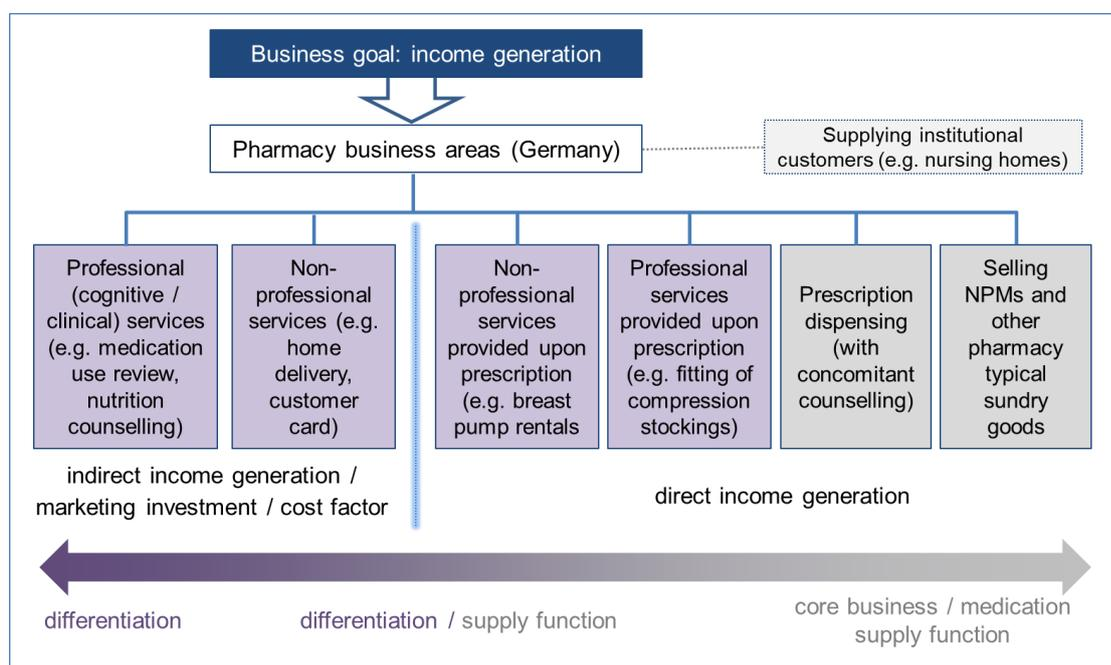 Business goal: income generation
Pharmacy business areas (Germany)
Supplying institutional
customers (e.g. nursing homes)
Professional
(cognitive /
clinical) services
(e.g. medication
use review,
nutrition
counselling)
Non-
professional
services (e.g.
home
delivery,
customer
card)
Non-
professional
services
provided upon
prescription
(e.g. breast
pump rentals
Professional
services
provided upon
prescription
(e.g. fitting of
compression
stockings)
Prescription
dispensing
(with
concomitant
counselling)
Selling
NPMs and
other
pharmacy
typical
sundry
goods
indirect income generation /
marketing investment / cost factor
direct income generation
differentiation
differentiation / supply function
core business / medication
supply function